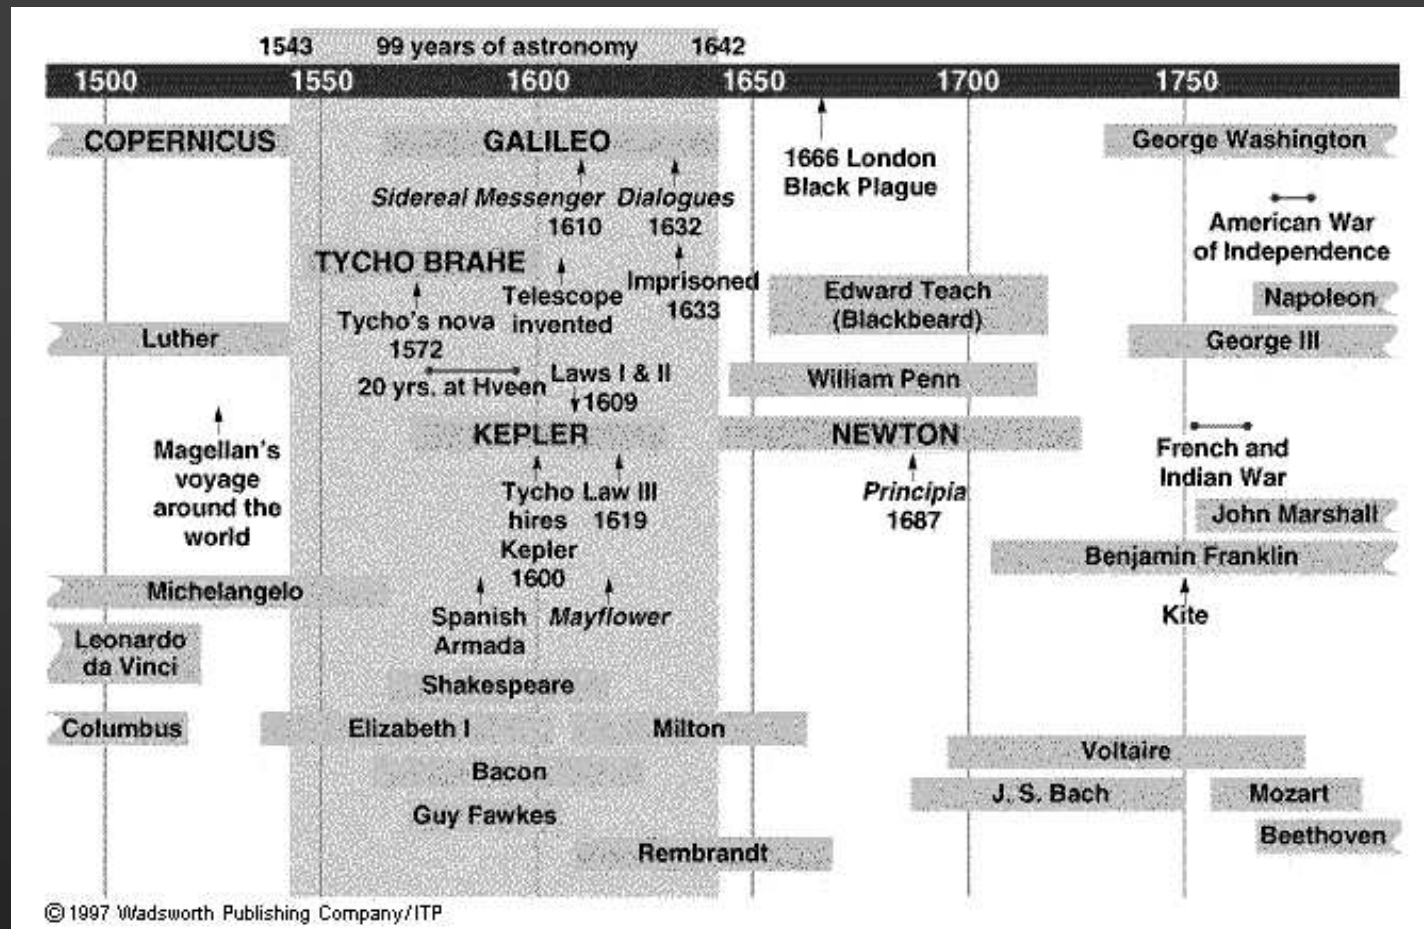 1543 99 years of astronomy 1642
1500 1550 1600 1650 1700 1750
COPERNICUS
GALILEO
Sidereal Messenger
1610
Dialogues
1632
1666 London
Black Plague
George Washington
American War
of Independence
TYCHO BRAHE
Telescope
invented
Imprisoned
1633
Edward Teach
(Blackbeard)
Napoleon
Tycho's nova
1572
Luther
George III
20 yrs. at Hveen
Laws I & II
1609
William Penn
KEPLER
NEWTON
French and
Indian War
Magellan's
voyage
around the
world
Tycho
hires
Kepler
1600
Law III
1619
Principia
1687
John Marshall
Benjamin Franklin
Michelangelo
Spanish
Armada
Mayflower
Kite
Leonardo
da Vinci
Shakespeare
Columbus
Elizabeth I
Milton
Voltaire
Bacon
J. S. Bach
Mozart
Guy Fawkes
Beethoven
Rembrandt
© 1997 Wadsworth Publishing Company/ITP